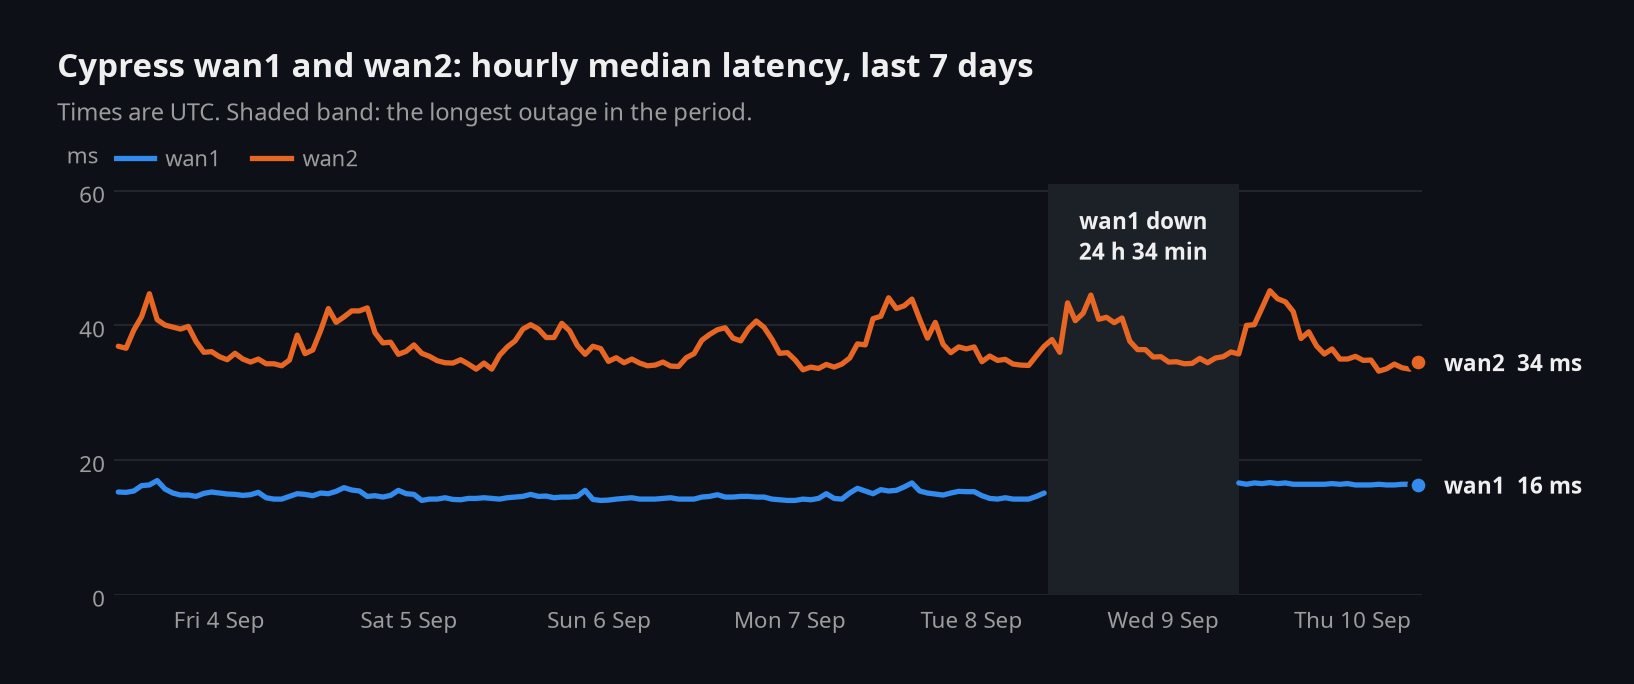 Cypress wan1 and wan2: hourly median latency, last 7 days
Times are UTC. Shaded band: the longest outage in the period.
ms wan1 wan2
60
wan1 down
24 h 34 min
40
wan2 34 ms
20
wan1 16 ms
0
Fri 4 Sep Sat 5 Sep Sun 6 Sep Mon 7 Sep Tue 8 Sep Wed 9 Sep Thu 10 Sep